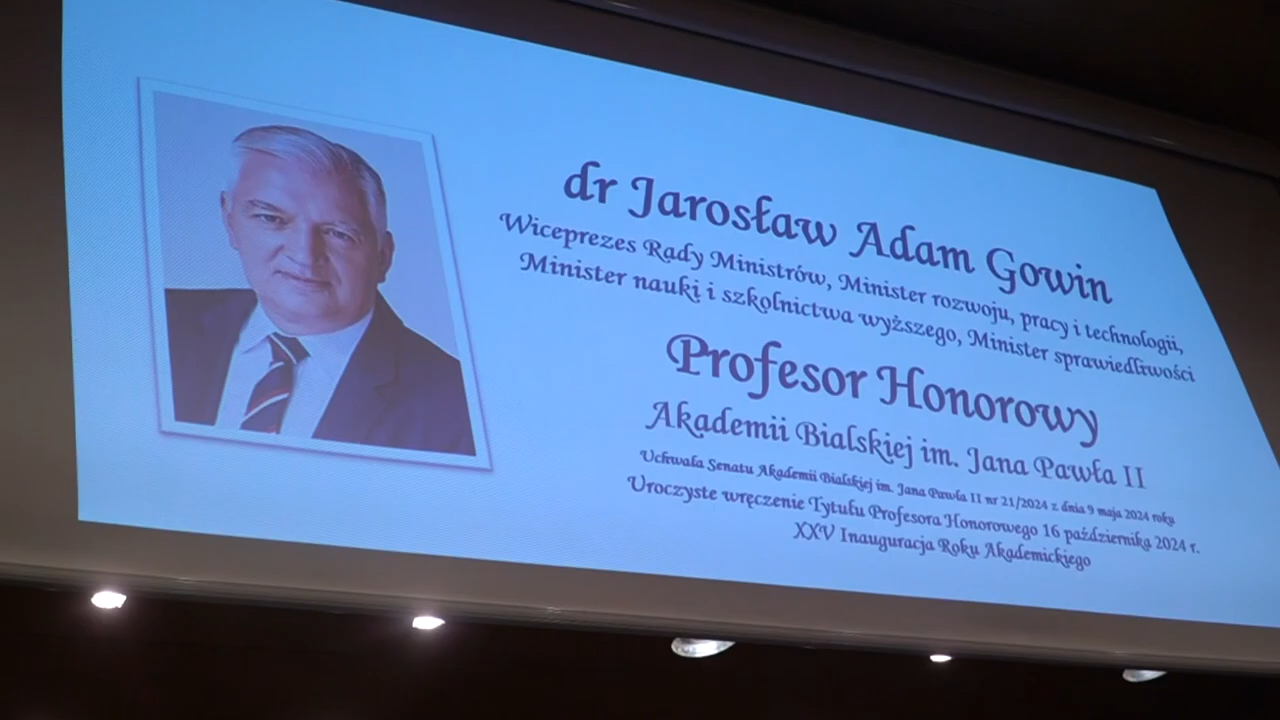 dr Jarosław Adam Gowin
Wiceprezes Rady Ministrów, Minister rozwoju, pracy i technologii,
Minister nauki i szkolnictwa wyższego, Minister sprawiedliwości
Profesor Honorowy
Akademii Bialskiej im. Jana Pawła II
Uchwała Senatu Akademii Bialskiej im. Jana Pawła II nr 21/2024 z dnia 9 maja 2024 roku
Uroczyste wręczenie Tytułu Profesora Honorowego 16 października 2024 r.
XXV Inauguracja Roku Akademickiego